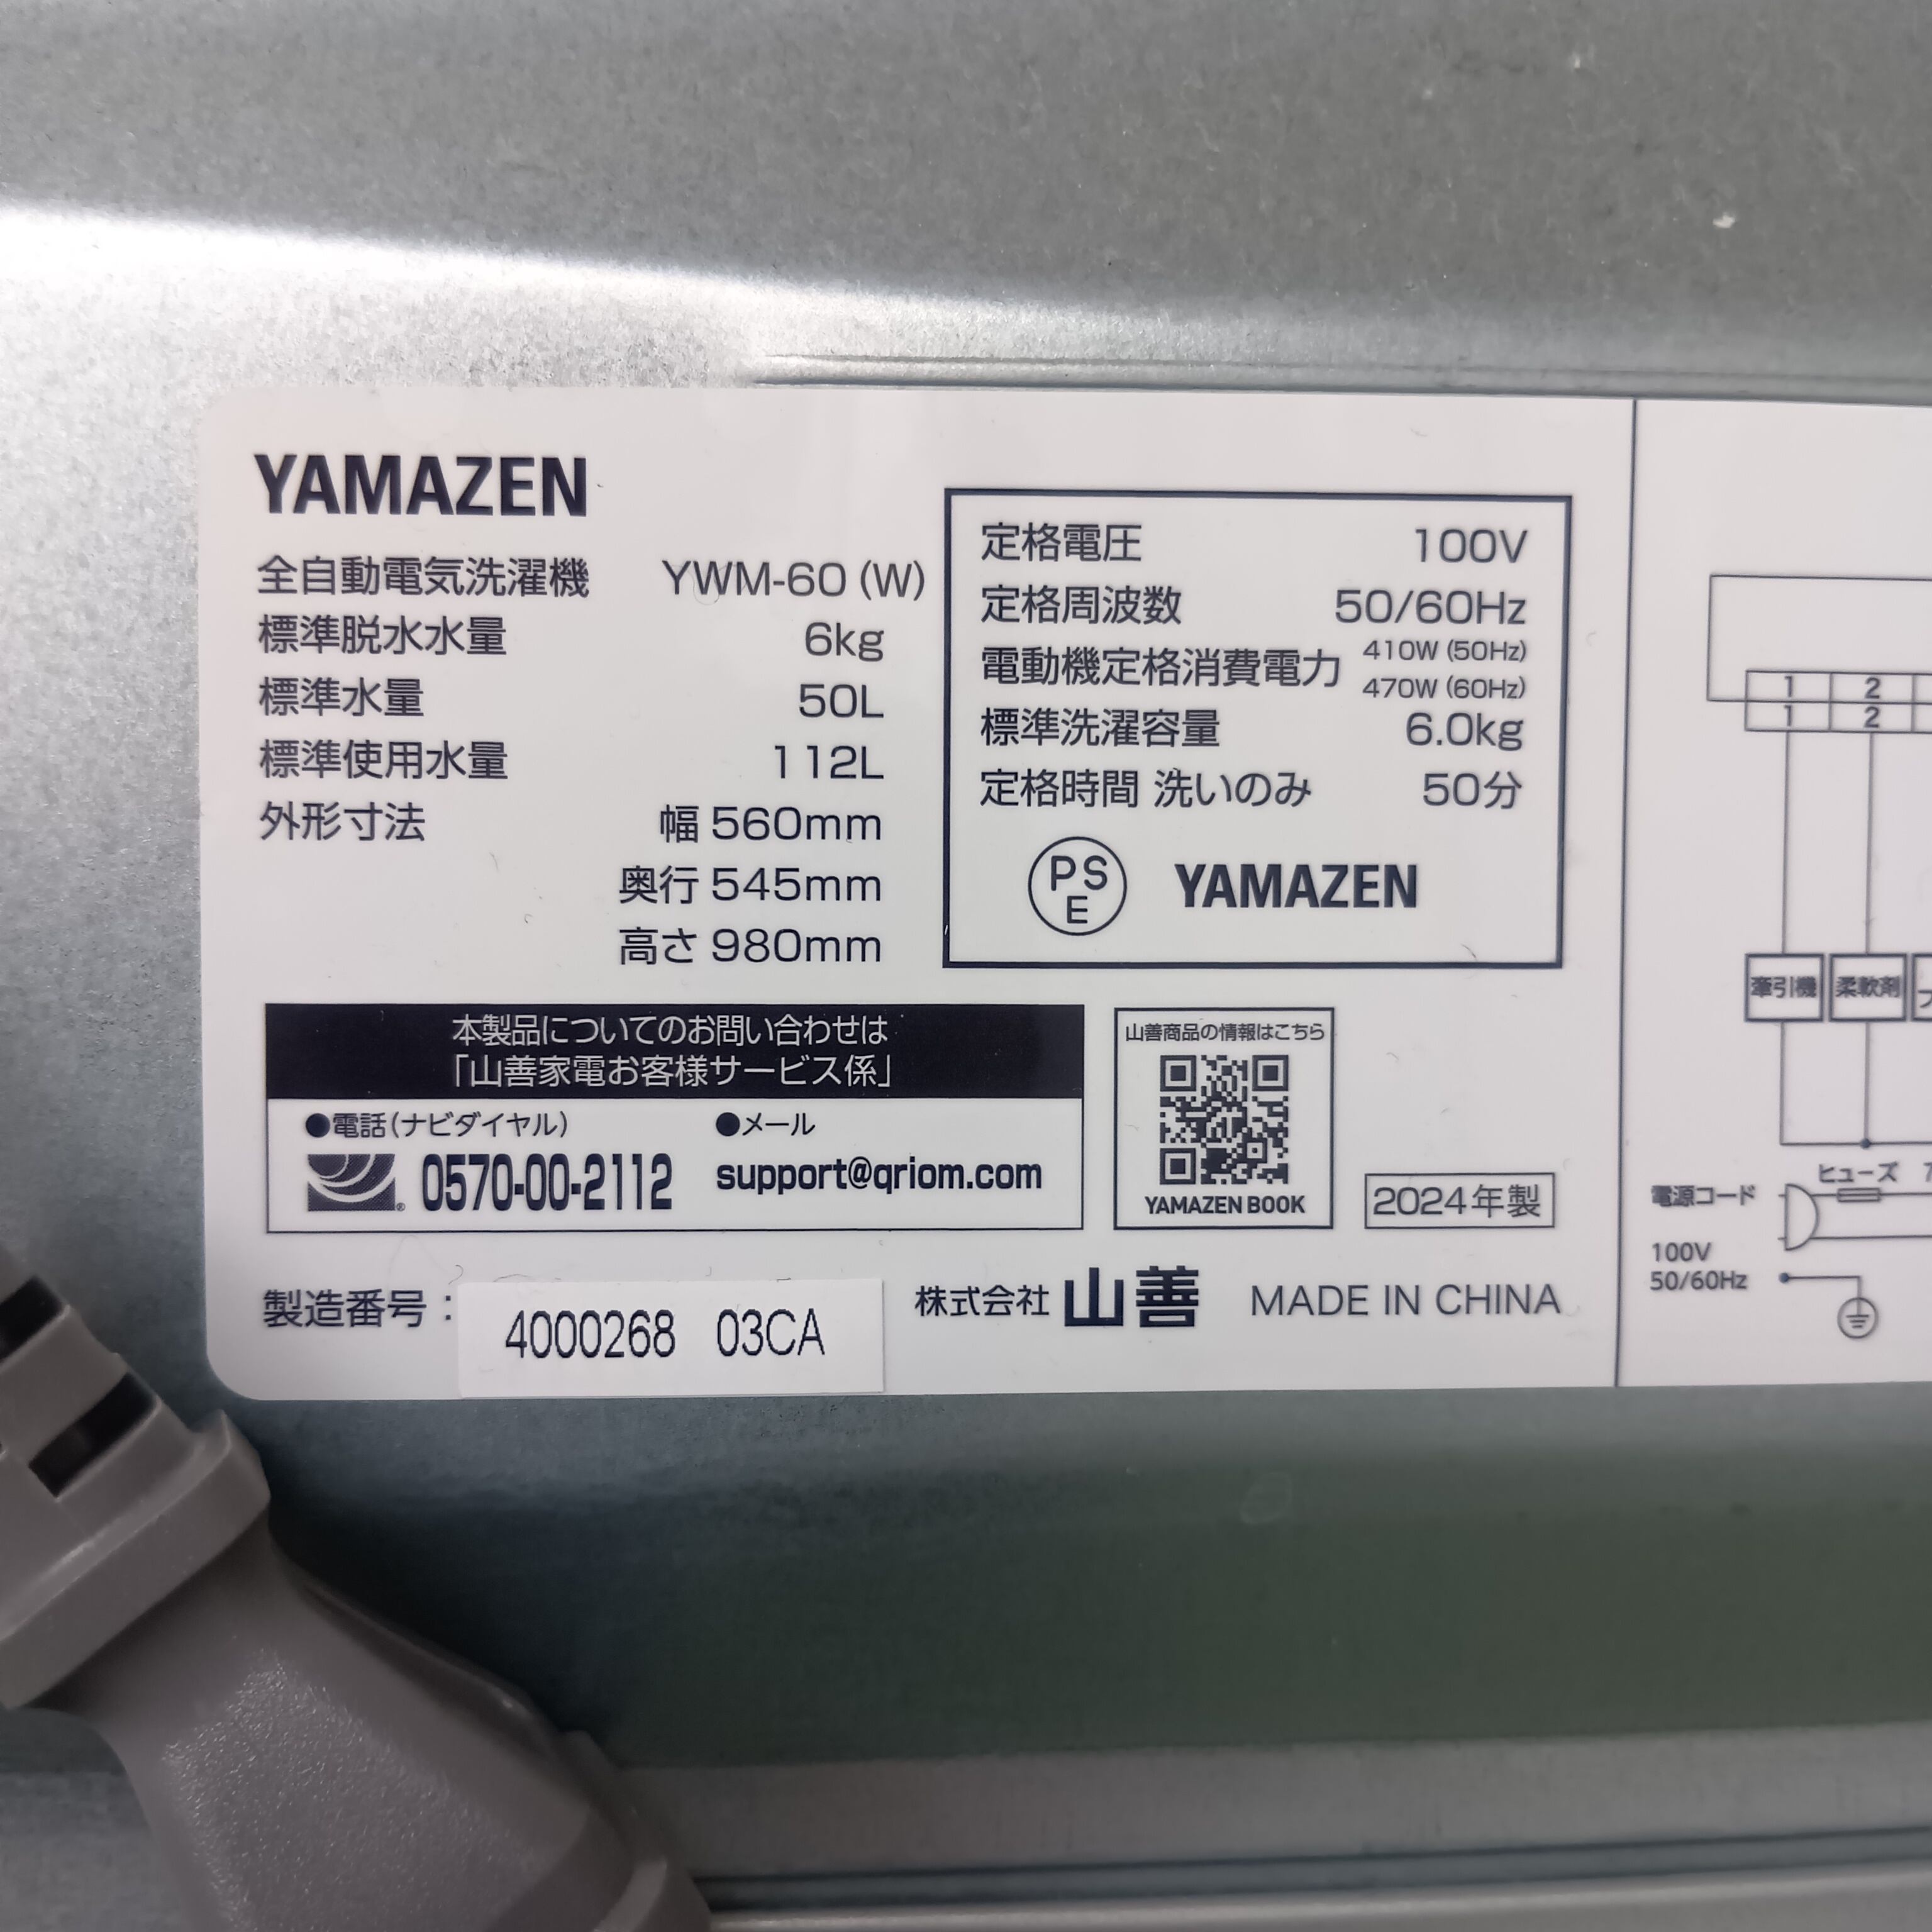 YAMAZEN
全自動電気洗濯機 YWM-60 (W)
標準脱水水量 6kg
標準水量 50L
標準使用水量 112L
外形寸法 幅 560mm
奥行 545mm
高さ 980mm
定格電圧 100V
定格周波数 50/60Hz
電動機定格消費電力 410W (50Hz)
470W (60Hz)
標準洗濯容量 6.0kg
定格時間 洗いのみ 50分
PSE YAMAZEN
本製品についてのお問い合わせは
「山善家電お客様サービス係」
●電話(ナビダイヤル) ●メール
0570-00-2112 support@qriom.com
山善商品の情報はこちら
YAMAZEN BOOK
2024年製
製造番号: 4000268 03CA
株式会社 山善 MADE IN CHINA
1 2
1 2
牽引機 柔軟剤
ヒューズ
電源コード
100V
50/60Hz